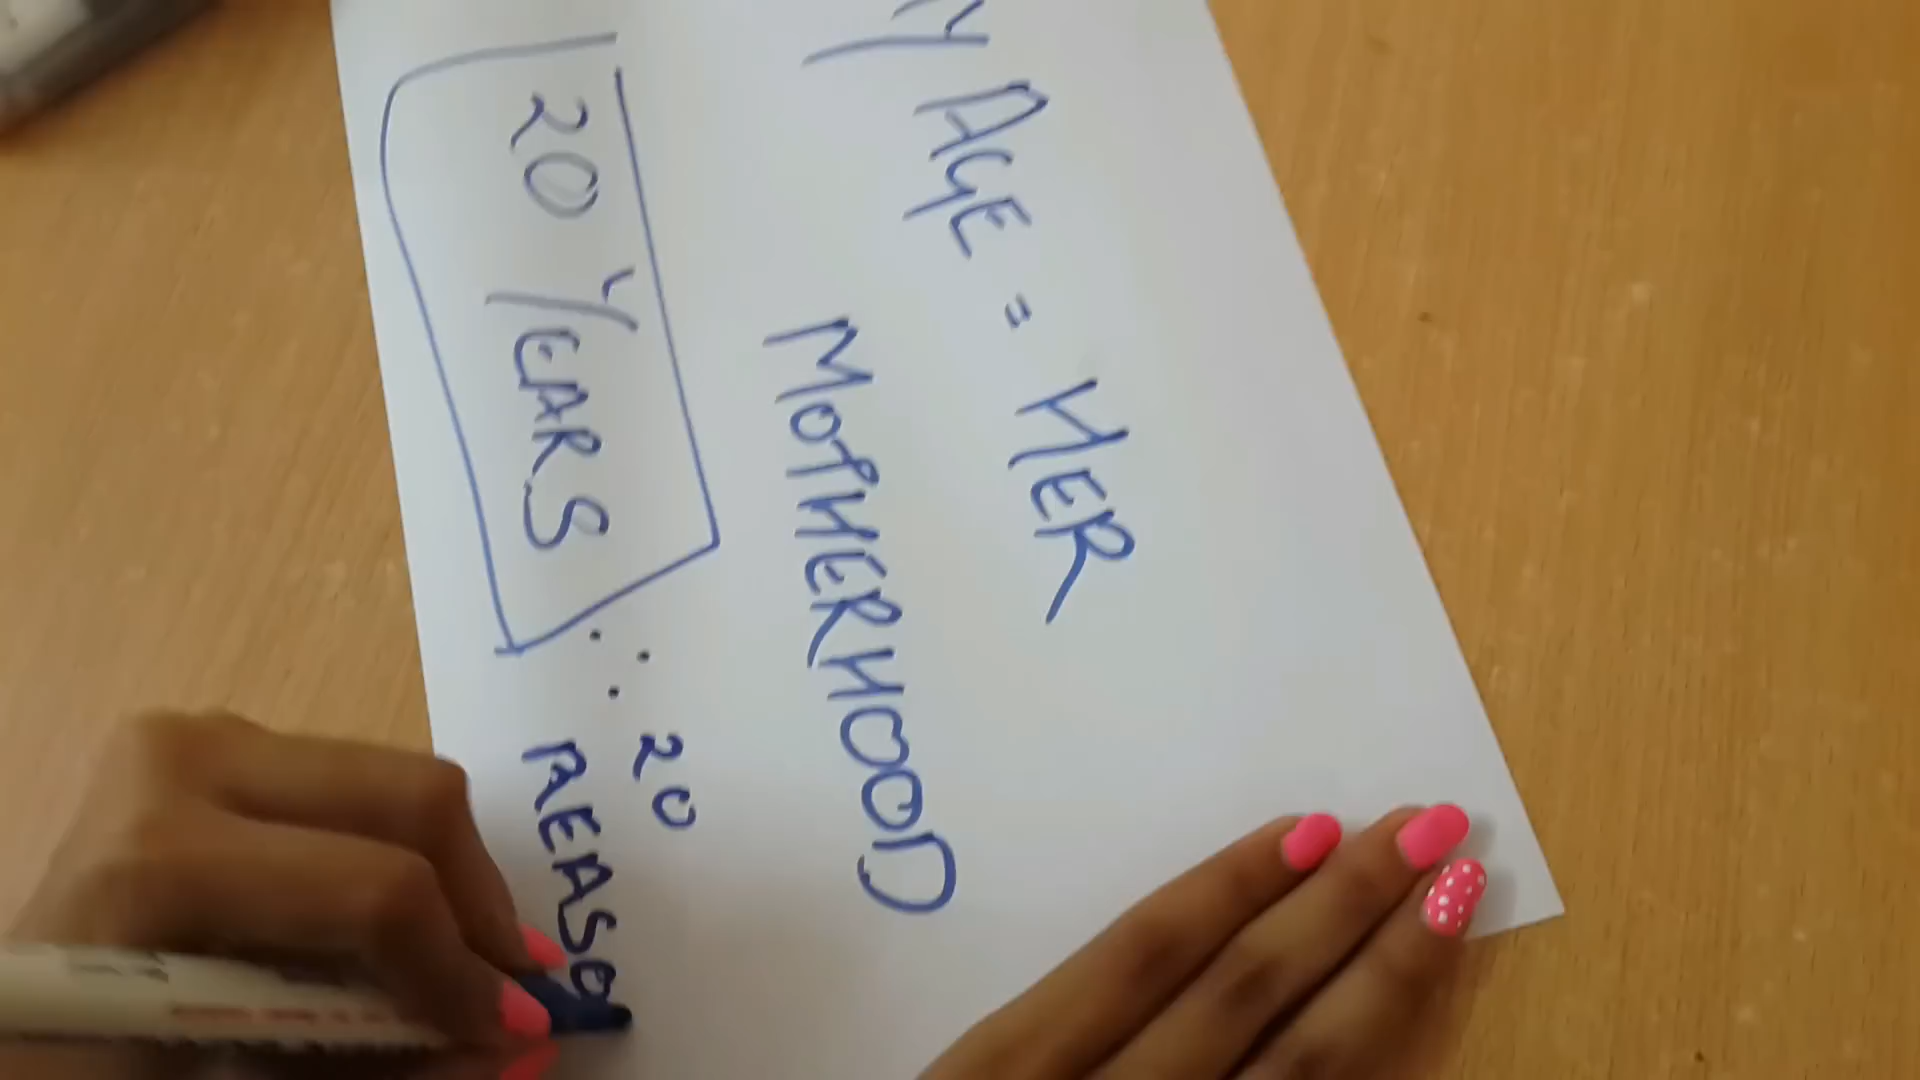 Y AGE = HER
MOTHERHOOD
20 YEARS
∴ 20
REASO